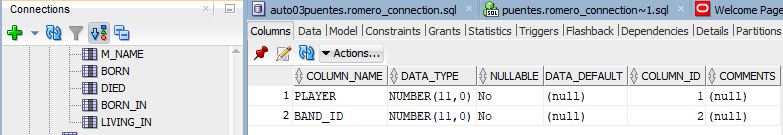 Connections
M_NAME
BORN
DIED
BORN_IN
LIVING_IN
auto03puentes.romero_connection.sql puentes.romero_connection~1.sql Welcome Page
Columns Data Model Constraints Grants Statistics Triggers Flashback Dependencies Details Partitions
Actions...
COLUMN_NAME DATA_TYPE NULLABLE DATA_DEFAULT COLUMN_ID COMMENTS
1 PLAYER NUMBER(11,0) No (null) 1 (null)
2 BAND_ID NUMBER(11,0) No (null) 2 (null)